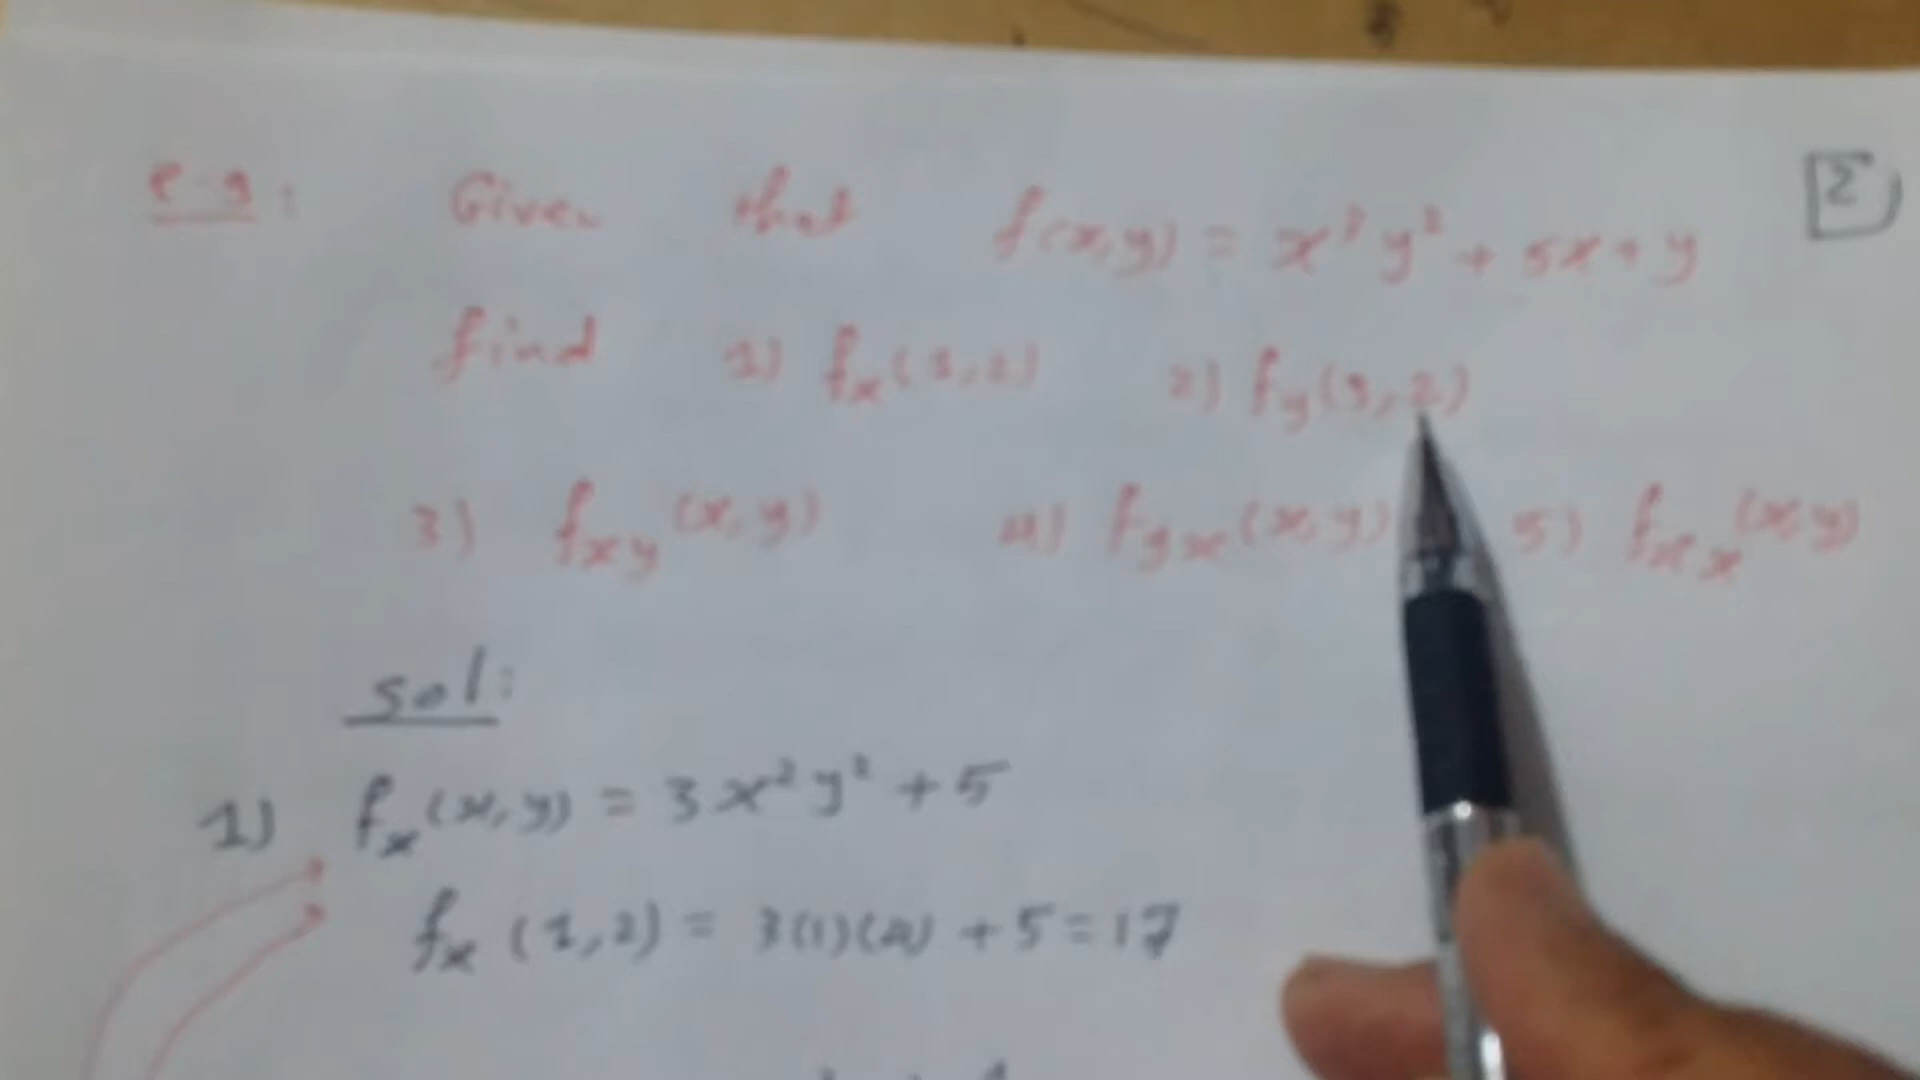 e.g: Given that f(x,y) = x³y² + 5x + y
2
find 1) fx(1,2) 2) fy(1,2)
3) fxy(x,y) 4) fyx(x,y) 5) fxx(x,y)
sol:
1) fx(x,y) = 3x²y² + 5
fx(1,2) = 3(1)(4) + 5 = 17